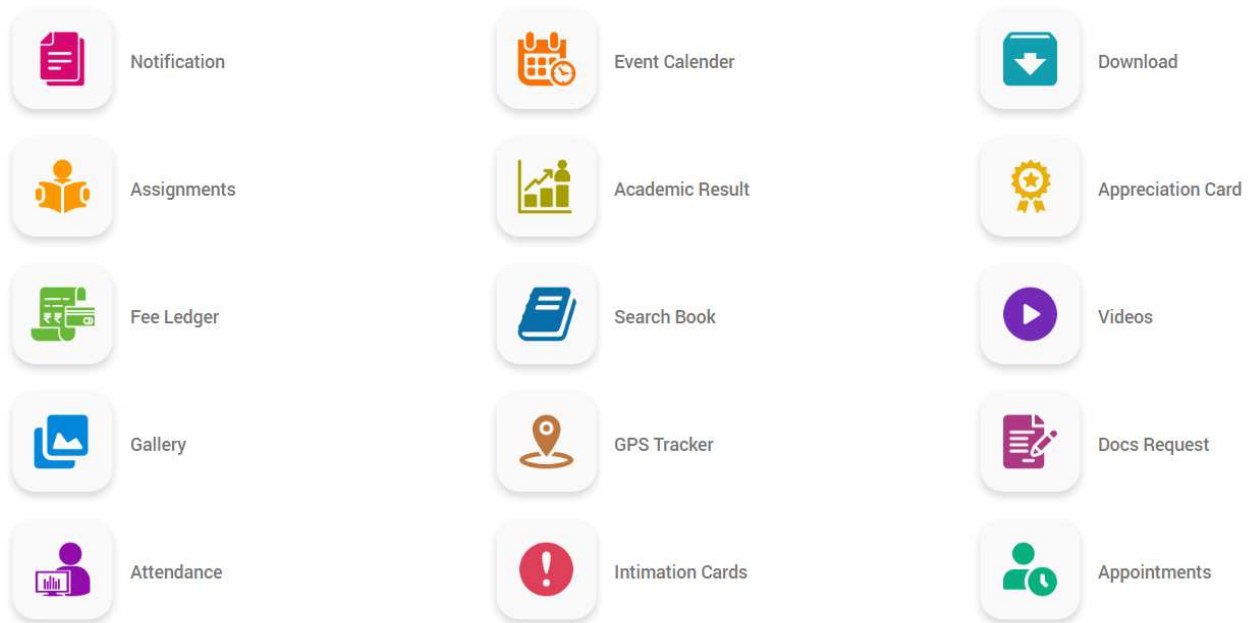 Notification
Event Calender
Download
Assignments
Academic Result
Appreciation Card
Fee Ledger
Search Book
Videos
Gallery
GPS Tracker
Docs Request
Attendance
Intimation Cards
Appointments